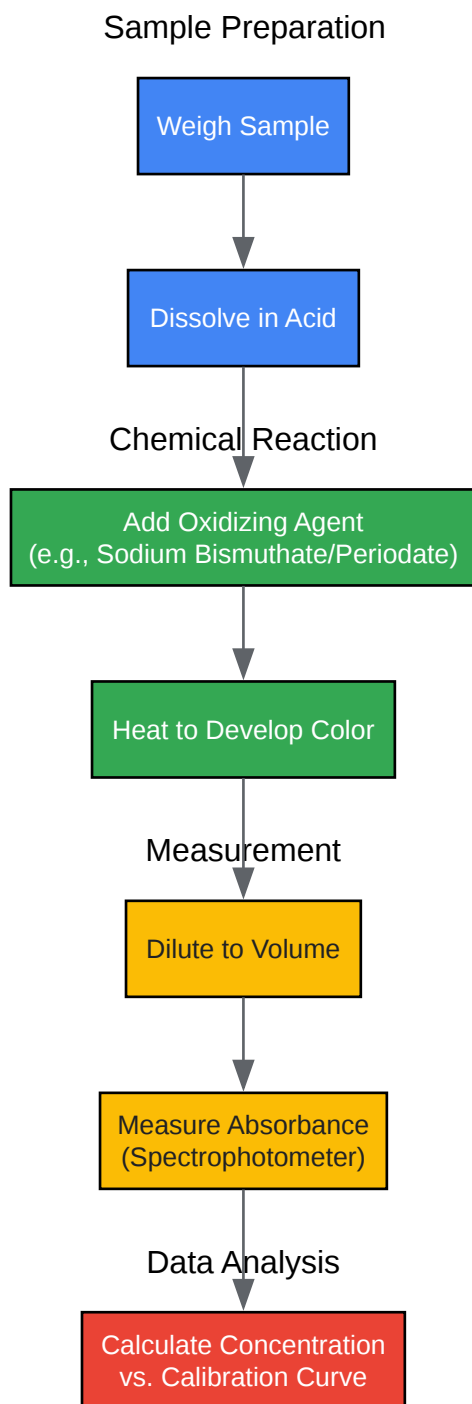 Sample Preparation
Weigh Sample
Dissolve in Acid
Chemical Reaction
Add Oxidizing Agent
(e.g., Sodium Bismuthate/Periodate)
Heat to Develop Color
Measurement
Dilute to Volume
Measure Absorbance
(Spectrophotometer)
Data Analysis
Calculate Concentration
vs. Calibration Curve